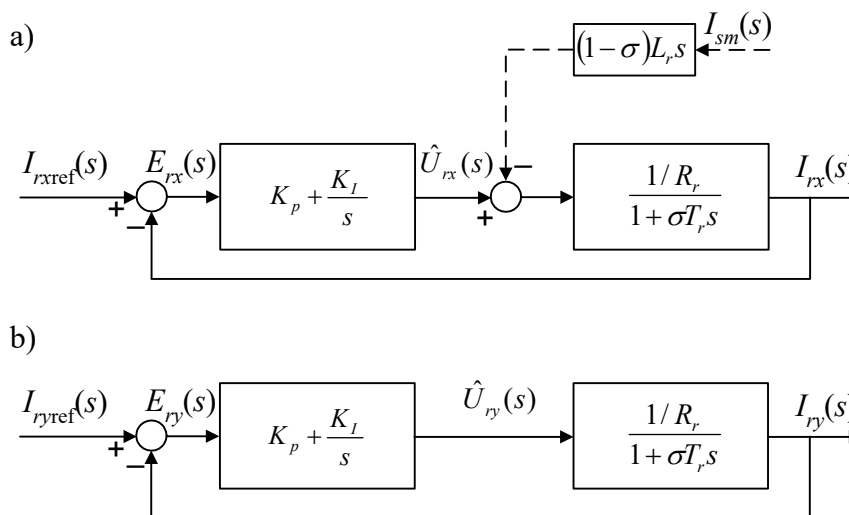 a)
(1−σ)L_r s
I_sm(s)
I_rxref(s)
E_rx(s)
K_p + K_I/s
Û_rx(s)
(1/R_r)/(1+σT_r s)
I_rx(s)
+
−
+
−
b)
I_ryref(s)
E_ry(s)
K_p + K_I/s
Û_ry(s)
(1/R_r)/(1+σT_r s)
I_ry(s)
+
−